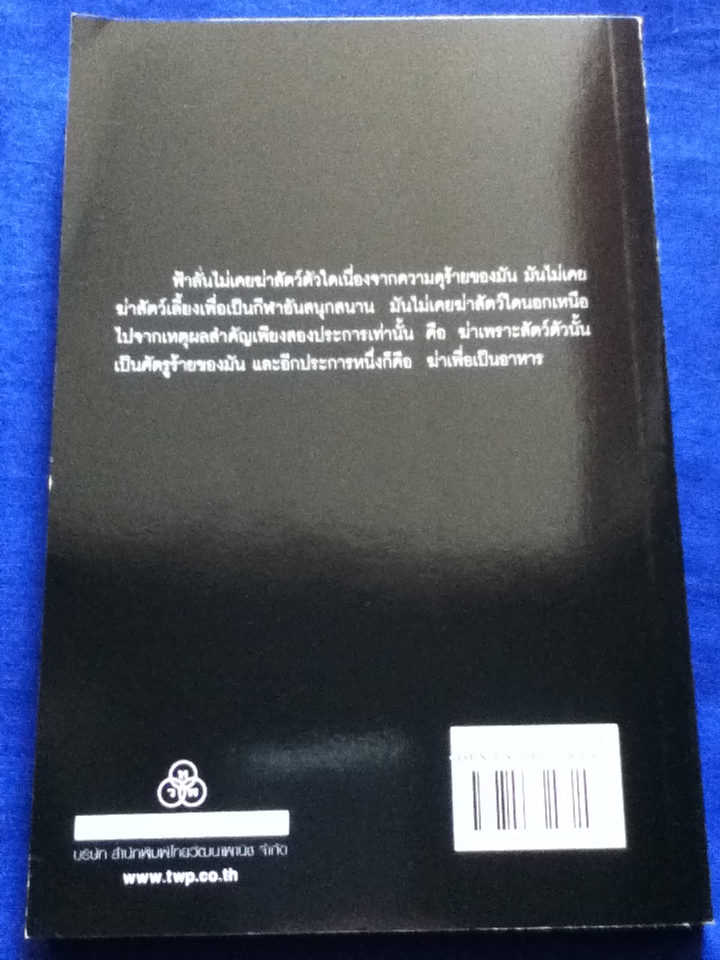 ฟ้าลั่นไม่เคยฆ่าสัตว์ตัวใดเนื่องจากความดุร้ายของมัน มันไม่เคย
ฆ่าสัตว์เลี้ยงเพื่อเป็นกีฬาอันสนุกสนาน มันไม่เคยฆ่าสัตว์ใดนอกเหนือ
ไปจากเหตุผลสำคัญเพียงสองประการเท่านั้น คือ ฆ่าเพราะสัตว์ตัวนั้น
เป็นศัตรูร้ายของมัน และอีกประการหนึ่งก็คือ ฆ่าเพื่อเป็นอาหาร
ท
ว พ
บริษัท สำนักพิมพ์ไทยวัฒนาพานิช จำกัด
www.twp.co.th
ISBN